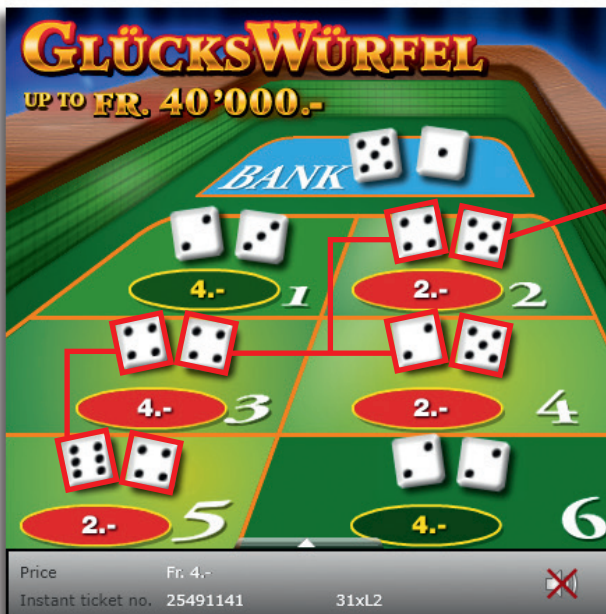 GLÜCKSWÜRFEL
UP TO FR. 40’000.-
BANK
4.- 1
2.- 2
4.- 3
2.- 4
2.- 5
4.- 6
Price Fr. 4.-
Instant ticket no. 25491141 31xL2